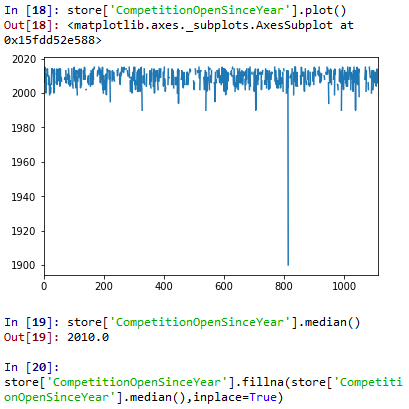 In [18]: store['CompetitionOpenSinceYear'].plot()
Out[18]: <matplotlib.axes._subplots.AxesSubplot at
0x15fdd52e588>
2020
2000
1980
1960
1940
1920
1900
0 200 400 600 800 1000
In [19]: store['CompetitionOpenSinceYear'].median()
Out[19]: 2010.0
In [20]:
store['CompetitionOpenSinceYear'].fillna(store['Competiti
onOpenSinceYear'].median(),inplace=True)